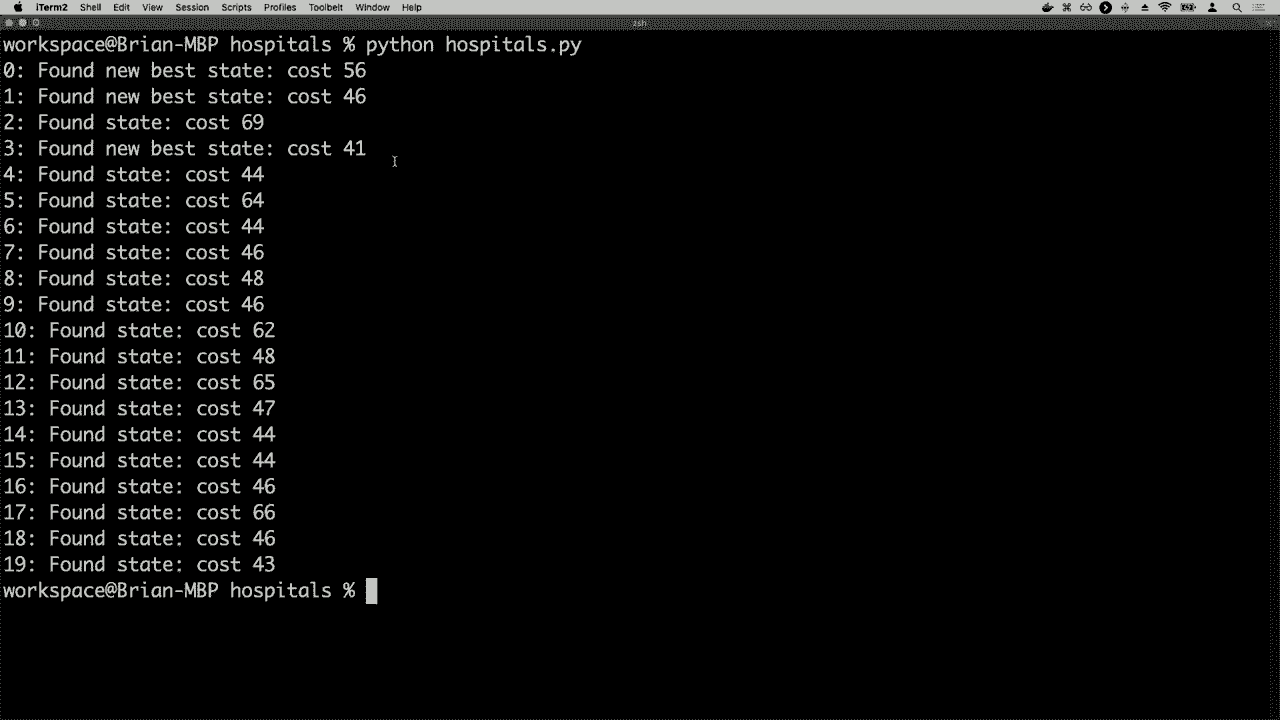 iTerm2 Shell Edit View Session Scripts Profiles Toolbelt Window Help
zsh
workspace@Brian-MBP hospitals % python hospitals.py
0: Found new best state: cost 56
1: Found new best state: cost 46
2: Found state: cost 69
3: Found new best state: cost 41
4: Found state: cost 44
5: Found state: cost 64
6: Found state: cost 44
7: Found state: cost 46
8: Found state: cost 48
9: Found state: cost 46
10: Found state: cost 62
11: Found state: cost 48
12: Found state: cost 65
13: Found state: cost 47
14: Found state: cost 44
15: Found state: cost 44
16: Found state: cost 46
17: Found state: cost 66
18: Found state: cost 46
19: Found state: cost 43
workspace@Brian-MBP hospitals %